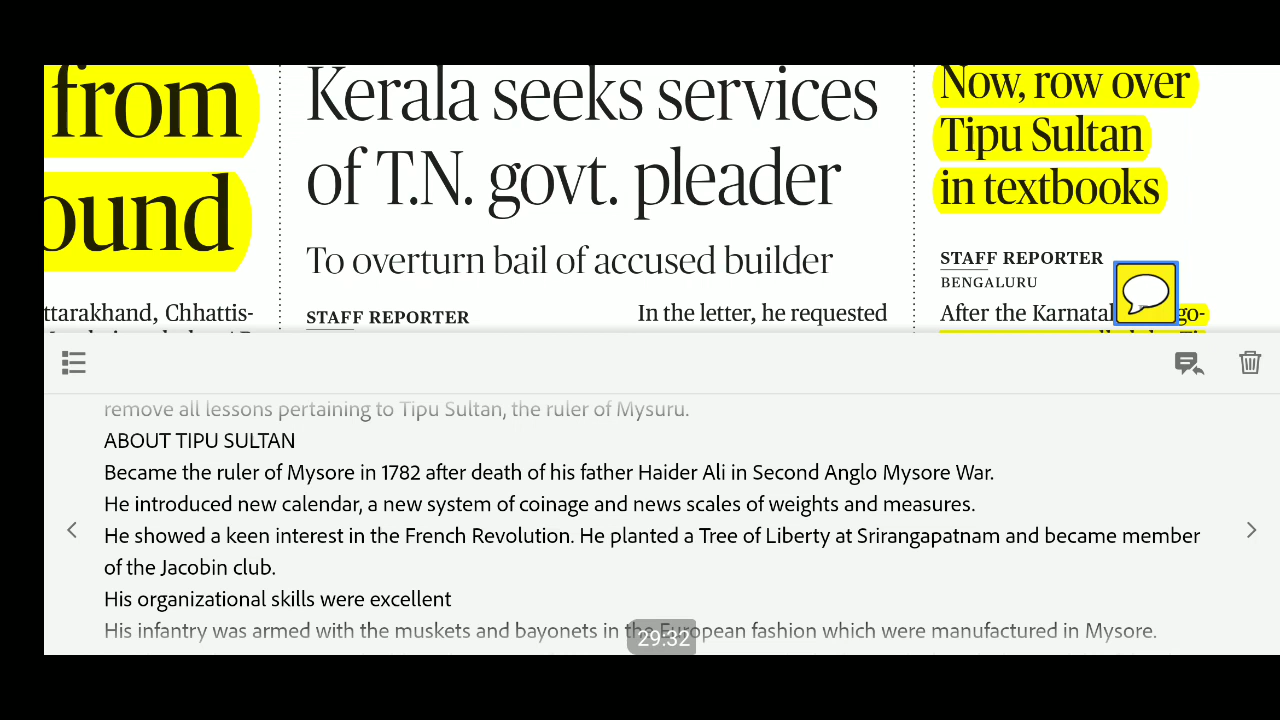 from
ound
ttarakhand, Chhattis-
Kerala seeks services
of T.N. govt. pleader
To overturn bail of accused builder
STAFF REPORTER
In the letter, he requested
Now, row over
Tipu Sultan
in textbooks
STAFF REPORTER
BENGALURU
After the Karnatak go-
remove all lessons pertaining to Tipu Sultan, the ruler of Mysuru.
ABOUT TIPU SULTAN
Became the ruler of Mysore in 1782 after death of his father Haider Ali in Second Anglo Mysore War.
He introduced new calendar, a new system of coinage and news scales of weights and measures.
He showed a keen interest in the French Revolution. He planted a Tree of Liberty at Srirangapatnam and became member
of the Jacobin club.
His organizational skills were excellent
His infantry was armed with the muskets and bayonets in the European fashion which were manufactured in Mysore.
29:32